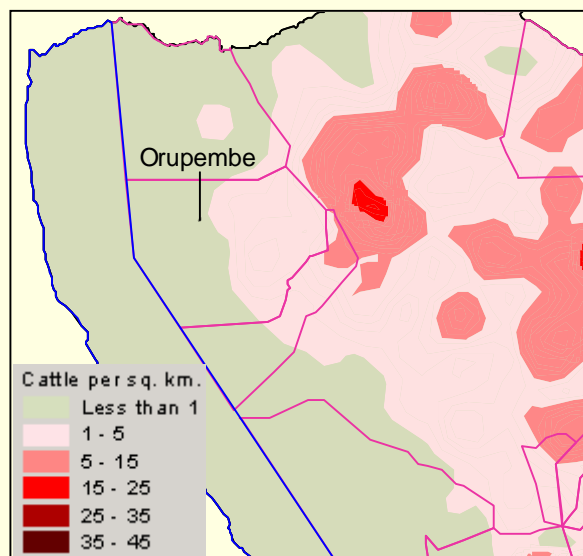 Orupembe
Cattle per sq. km.
Less than 1
1 - 5
5 - 15
15 - 25
25 - 35
35 - 45